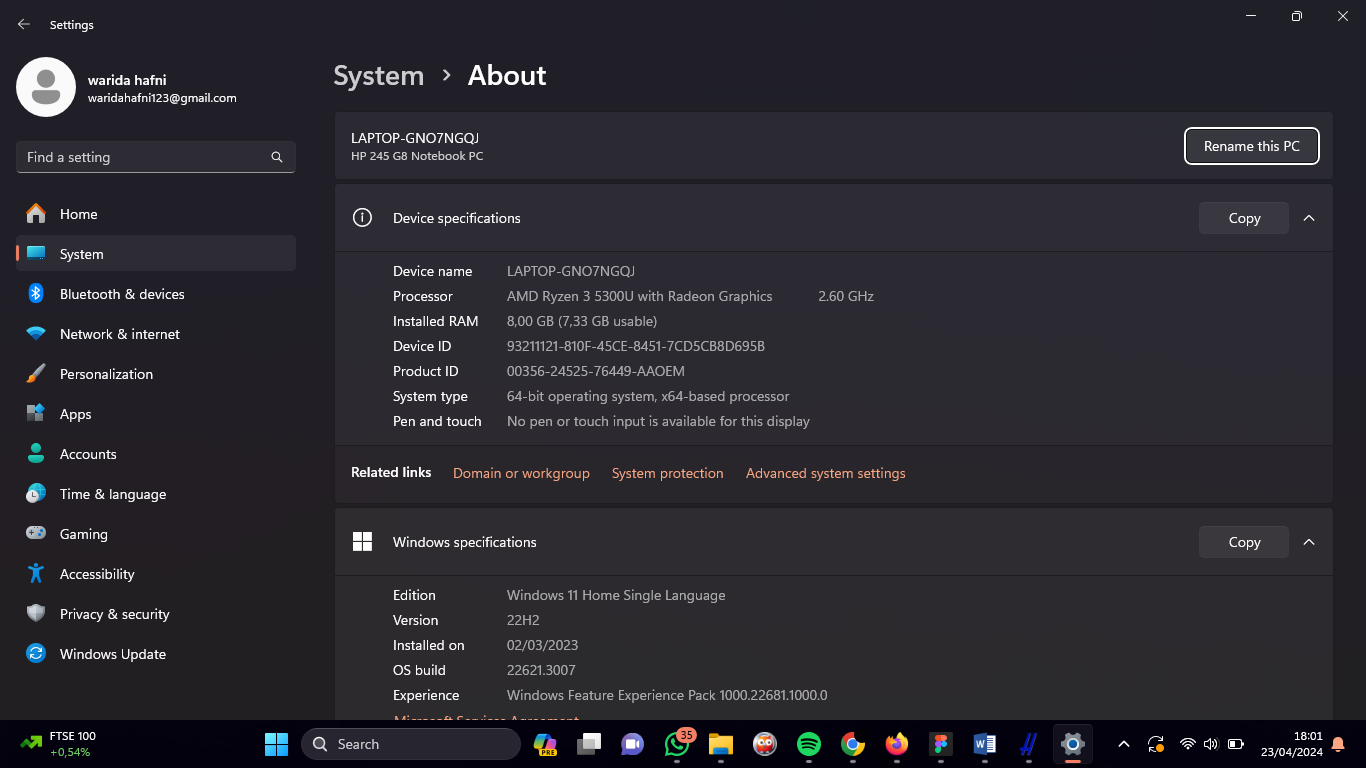 Settings
warida hafni
waridahafni123@gmail.com
Find a setting
Home
System
Bluetooth & devices
Network & internet
Personalization
Apps
Accounts
Time & language
Gaming
Accessibility
Privacy & security
Windows Update
System > About
LAPTOP-GNO7NGQJ
HP 245 G8 Notebook PC
Rename this PC
Device specifications
Copy
Device name LAPTOP-GNO7NGQJ
Processor AMD Ryzen 3 5300U with Radeon Graphics 2.60 GHz
Installed RAM 8,00 GB (7,33 GB usable)
Device ID 93211121-810F-45CE-8451-7CD5CB8D695B
Product ID 00356-24525-76449-AAOEM
System type 64-bit operating system, x64-based processor
Pen and touch No pen or touch input is available for this display
Related links Domain or workgroup System protection Advanced system settings
Windows specifications
Copy
Edition Windows 11 Home Single Language
Version 22H2
Installed on 02/03/2023
OS build 22621.3007
Experience Windows Feature Experience Pack 1000.22681.1000.0
Microsoft Services Agreement
FTSE 100
+0,54%
Search
PRE
35
18:01
23/04/2024